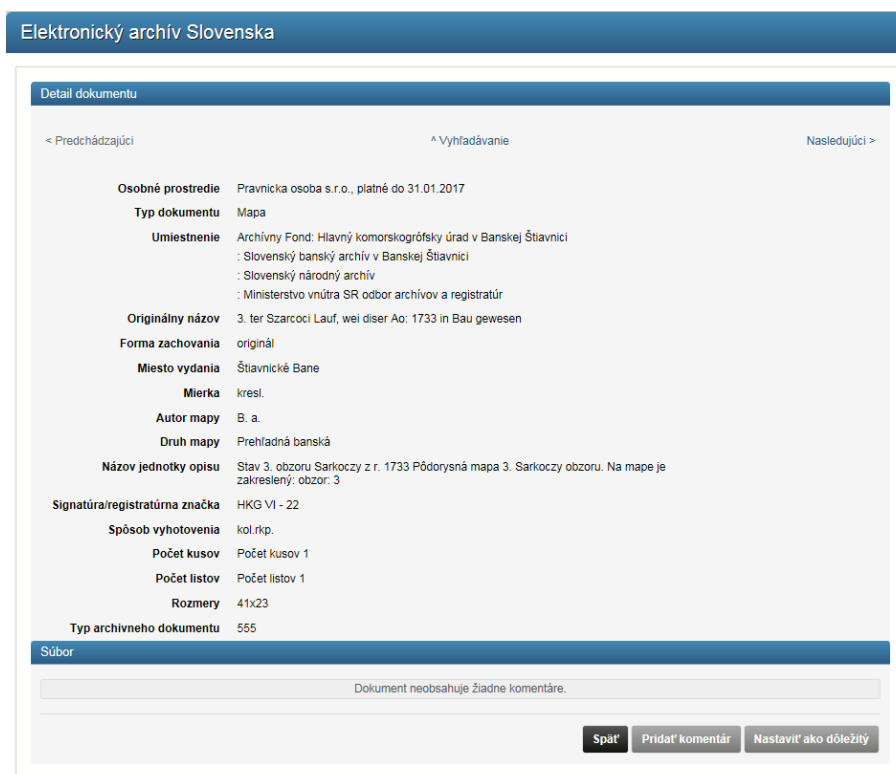 Elektronický archív Slovenska
Detail dokumentu
< Predchádzajúci ^ Vyhľadávanie Nasledujúci >
Osobné prostredie Pravnicka osoba s.r.o., platné do 31.01.2017
Typ dokumentu Mapa
Umiestnenie Archívny Fond: Hlavný komorskogrófsky úrad v Banskej Štiavnici
: Slovenský banský archív v Banskej Štiavnici
: Slovenský národný archív
: Ministerstvo vnútra SR odbor archívov a registratúr
Originálny názov 3. ter Szarcoci Lauf, wei diser Ao: 1733 in Bau gewesen
Forma zachovania originál
Miesto vydania Štiavnické Bane
Mierka kresl.
Autor mapy B. a.
Druh mapy Prehľadná banská
Názov jednotky opisu Stav 3. obzoru Sarkoczy z r. 1733 Pôdorysná mapa 3. Sarkoczy obzoru. Na mape je
zakreslený: obzor: 3
Signatúra/registratúrna značka HKG VI - 22
Spôsob vyhotovenia kol.rkp.
Počet kusov Počet kusov 1
Počet listov Počet listov 1
Rozmery 41x23
Typ archivneho dokumentu 555
Súbor
Dokument neobsahuje žiadne komentáre.
Späť Pridať komentár Nastaviť ako dôležitý